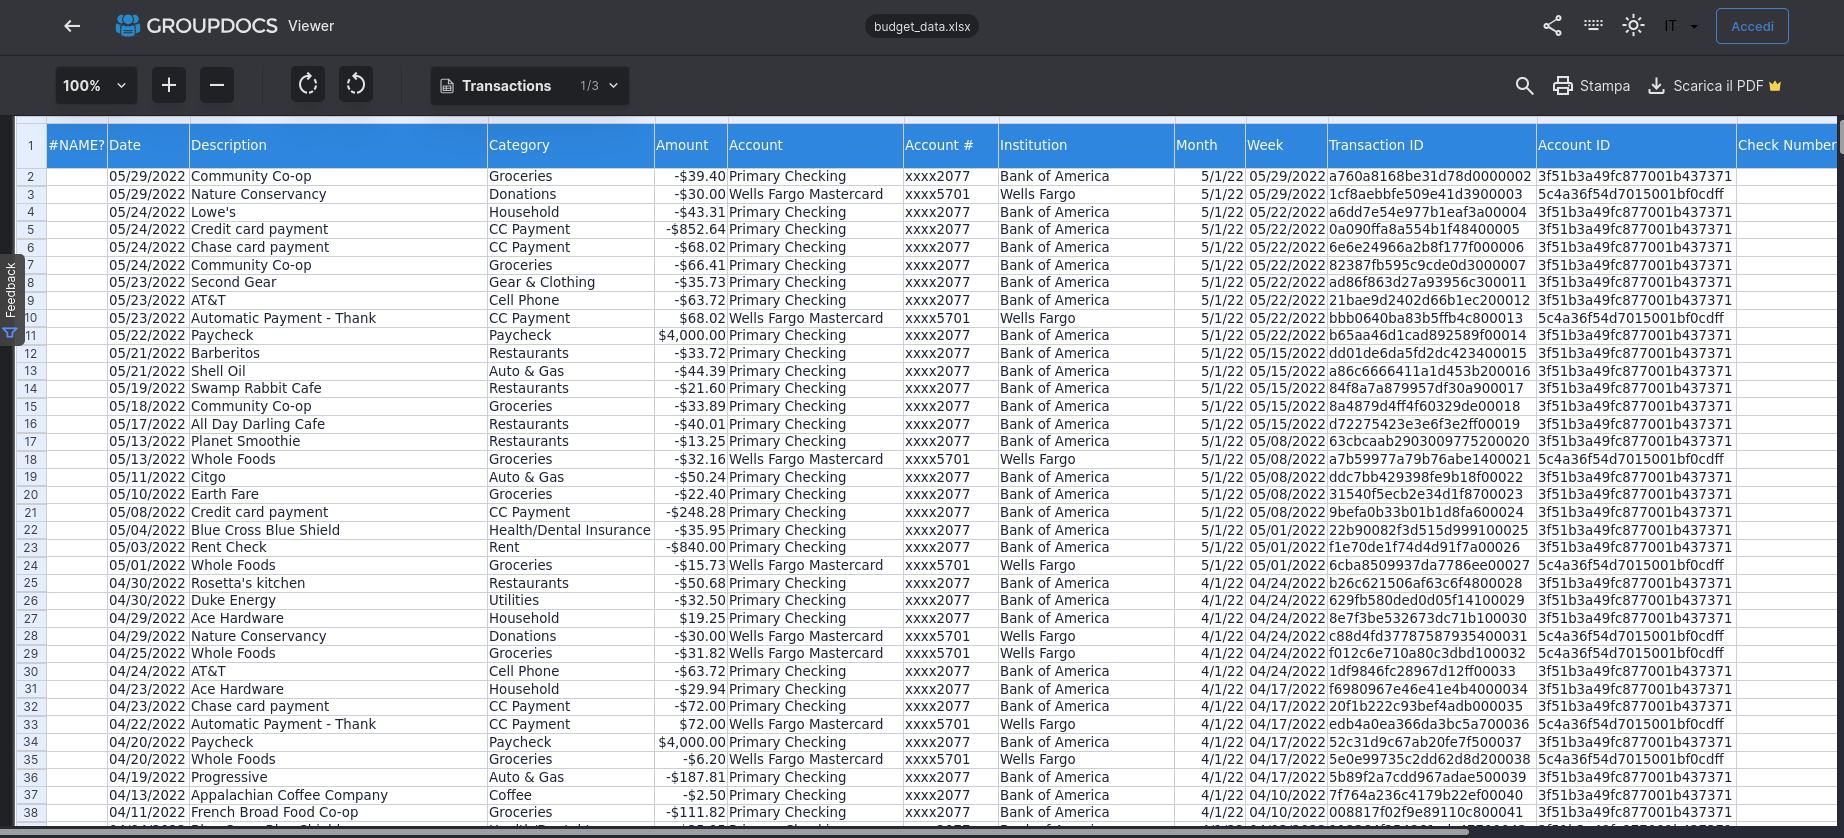 GROUPDOCS Viewer budget_data.xlsx IT Accedi
100% Transactions 1/3 Stampa Scarica il PDF
Feedback
1 #NAME? Date Description Category Amount Account Account # Institution Month Week Transaction ID Account ID Check Number
2 05/29/2022 Community Co-op Groceries -$39.40 Primary Checking xxxx2077 Bank of America 5/1/22 05/29/2022 a760a8168be31d78d0000002 3f51b3a49fc877001b437371
3 05/29/2022 Nature Conservancy Donations -$30.00 Wells Fargo Mastercard xxxx5701 Wells Fargo 5/1/22 05/29/2022 1cf8aebbfe509e41d3900003 5c4a36f54d7015001bf0cdff
4 05/24/2022 Lowe's Household -$43.31 Primary Checking xxxx2077 Bank of America 5/1/22 05/22/2022 a6dd7e54e977b1eaf3a00004 3f51b3a49fc877001b437371
5 05/24/2022 Credit card payment CC Payment -$852.64 Primary Checking xxxx2077 Bank of America 5/1/22 05/22/2022 0a090ffa8a554b1f48400005 3f51b3a49fc877001b437371
6 05/24/2022 Chase card payment CC Payment -$68.02 Primary Checking xxxx2077 Bank of America 5/1/22 05/22/2022 6e6e24966a2b8f177f000006 3f51b3a49fc877001b437371
7 05/24/2022 Community Co-op Groceries -$66.41 Primary Checking xxxx2077 Bank of America 5/1/22 05/22/2022 82387fb595c9cde0d3000007 3f51b3a49fc877001b437371
8 05/23/2022 Second Gear Gear & Clothing -$35.73 Primary Checking xxxx2077 Bank of America 5/1/22 05/22/2022 ad86f863d27a93956c300011 3f51b3a49fc877001b437371
9 05/23/2022 AT&T Cell Phone -$63.72 Primary Checking xxxx2077 Bank of America 5/1/22 05/22/2022 21bae9d2402d66b1ec200012 3f51b3a49fc877001b437371
10 05/23/2022 Automatic Payment - Thank CC Payment $68.02 Wells Fargo Mastercard xxxx5701 Wells Fargo 5/1/22 05/22/2022 bbb0640ba83b5ffb4c800013 5c4a36f54d7015001bf0cdff
11 05/22/2022 Paycheck Paycheck $4,000.00 Primary Checking xxxx2077 Bank of America 5/1/22 05/22/2022 b65aa46d1cad892589f00014 3f51b3a49fc877001b437371
12 05/21/2022 Barberitos Restaurants -$33.72 Primary Checking xxxx2077 Bank of America 5/1/22 05/15/2022 dd01de6da5fd2dc423400015 3f51b3a49fc877001b437371
13 05/21/2022 Shell Oil Auto & Gas -$44.39 Primary Checking xxxx2077 Bank of America 5/1/22 05/15/2022 a86c6666411a1d453b200016 3f51b3a49fc877001b437371
14 05/19/2022 Swamp Rabbit Cafe Restaurants -$21.60 Primary Checking xxxx2077 Bank of America 5/1/22 05/15/2022 84f8a7a879957df30a900017 3f51b3a49fc877001b437371
15 05/18/2022 Community Co-op Groceries -$33.89 Primary Checking xxxx2077 Bank of America 5/1/22 05/15/2022 8a4879d4ff4f60329de00018 3f51b3a49fc877001b437371
16 05/17/2022 All Day Darling Cafe Restaurants -$40.01 Primary Checking xxxx2077 Bank of America 5/1/22 05/15/2022 d72275423e3e6f3e2ff00019 3f51b3a49fc877001b437371
17 05/13/2022 Planet Smoothie Restaurants -$13.25 Primary Checking xxxx2077 Bank of America 5/1/22 05/08/2022 63cbcaab2903009775200020 3f51b3a49fc877001b437371
18 05/13/2022 Whole Foods Groceries -$32.16 Wells Fargo Mastercard xxxx5701 Wells Fargo 5/1/22 05/08/2022 a7b59977a79b76abe1400021 5c4a36f54d7015001bf0cdff
19 05/11/2022 Citgo Auto & Gas -$50.24 Primary Checking xxxx2077 Bank of America 5/1/22 05/08/2022 ddc7bb429398fe9b18f00022 3f51b3a49fc877001b437371
20 05/10/2022 Earth Fare Groceries -$22.40 Primary Checking xxxx2077 Bank of America 5/1/22 05/08/2022 31540f5ecb2e34d1f8700023 3f51b3a49fc877001b437371
21 05/08/2022 Credit card payment CC Payment -$248.28 Primary Checking xxxx2077 Bank of America 5/1/22 05/08/2022 9befa0b33b01b1d8fa600024 3f51b3a49fc877001b437371
22 05/04/2022 Blue Cross Blue Shield Health/Dental Insurance -$35.95 Primary Checking xxxx2077 Bank of America 5/1/22 05/01/2022 22b90082f3d515d999100025 3f51b3a49fc877001b437371
23 05/03/2022 Rent Check Rent -$840.00 Primary Checking xxxx2077 Bank of America 5/1/22 05/01/2022 f1e70de1f74d4d91f7a00026 3f51b3a49fc877001b437371
24 05/01/2022 Whole Foods Groceries -$15.73 Wells Fargo Mastercard xxxx5701 Wells Fargo 5/1/22 05/01/2022 6cba8509937da7786ee00027 5c4a36f54d7015001bf0cdff
25 04/30/2022 Rosetta's kitchen Restaurants -$50.68 Primary Checking xxxx2077 Bank of America 4/1/22 04/24/2022 b26c621506af63c6f4800028 3f51b3a49fc877001b437371
26 04/30/2022 Duke Energy Utilities -$32.50 Primary Checking xxxx2077 Bank of America 4/1/22 04/24/2022 629fb580ded0d05f14100029 3f51b3a49fc877001b437371
27 04/29/2022 Ace Hardware Household $19.25 Primary Checking xxxx2077 Bank of America 4/1/22 04/24/2022 8e7f3be532673dc71b100030 3f51b3a49fc877001b437371
28 04/29/2022 Nature Conservancy Donations -$30.00 Wells Fargo Mastercard xxxx5701 Wells Fargo 4/1/22 04/24/2022 c88d4fd37787587935400031 5c4a36f54d7015001bf0cdff
29 04/25/2022 Whole Foods Groceries -$31.82 Wells Fargo Mastercard xxxx5701 Wells Fargo 4/1/22 04/24/2022 f012c6e710a80c3dbd100032 5c4a36f54d7015001bf0cdff
30 04/24/2022 AT&T Cell Phone -$63.72 Primary Checking xxxx2077 Bank of America 4/1/22 04/24/2022 1df9846fc28967d12ff00033 3f51b3a49fc877001b437371
31 04/23/2022 Ace Hardware Household -$29.94 Primary Checking xxxx2077 Bank of America 4/1/22 04/17/2022 f6980967e46e41e4b4000034 3f51b3a49fc877001b437371
32 04/23/2022 Chase card payment CC Payment -$72.00 Primary Checking xxxx2077 Bank of America 4/1/22 04/17/2022 20f1b222c93bef4adb000035 3f51b3a49fc877001b437371
33 04/22/2022 Automatic Payment - Thank CC Payment $72.00 Wells Fargo Mastercard xxxx5701 Wells Fargo 4/1/22 04/17/2022 edb4a0ea366da3bc5a700036 5c4a36f54d7015001bf0cdff
34 04/20/2022 Paycheck Paycheck $4,000.00 Primary Checking xxxx2077 Bank of America 4/1/22 04/17/2022 52c31d9c67ab20fe7f500037 3f51b3a49fc877001b437371
35 04/20/2022 Whole Foods Groceries -$6.20 Wells Fargo Mastercard xxxx5701 Wells Fargo 4/1/22 04/17/2022 5e0e99735c2dd62d8d200038 5c4a36f54d7015001bf0cdff
36 04/19/2022 Progressive Auto & Gas -$187.81 Primary Checking xxxx2077 Bank of America 4/1/22 04/17/2022 5b89f2a7cdd967adae500039 3f51b3a49fc877001b437371
37 04/13/2022 Appalachian Coffee Company Coffee -$2.50 Primary Checking xxxx2077 Bank of America 4/1/22 04/10/2022 7f764a236c4179b22ef00040 3f51b3a49fc877001b437371
38 04/11/2022 French Broad Food Co-op Groceries -$111.82 Primary Checking xxxx2077 Bank of America 4/1/22 04/10/2022 008817f02f9e89110c800041 3f51b3a49fc877001b437371